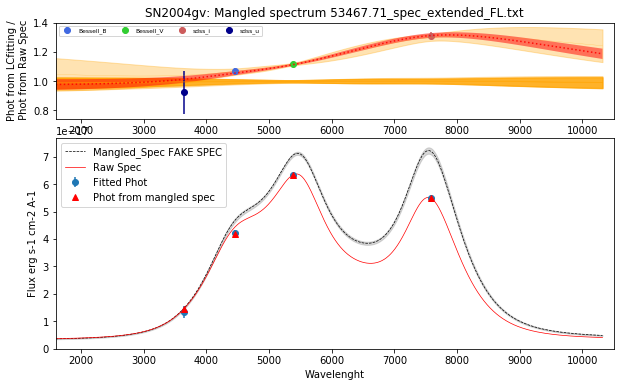 SN2004gv: Mangled spectrum 53467.71_spec_extended_FL.txt
Phot from LCfitting /
Phot from Raw Spec
1.4
1.2
1.0
0.8
Bessell_B
Bessell_V
sdss_i
sdss_u
2000 3000 4000 5000 6000 7000 8000 9000 10000
Flux erg s-1 cm-2 A-1
7
6
5
4
3
2
1
0
Mangled_Spec FAKE SPEC
Raw Spec
Fitted Phot
Phot from mangled spec
2000 3000 4000 5000 6000 7000 8000 9000 10000
Wavelenght